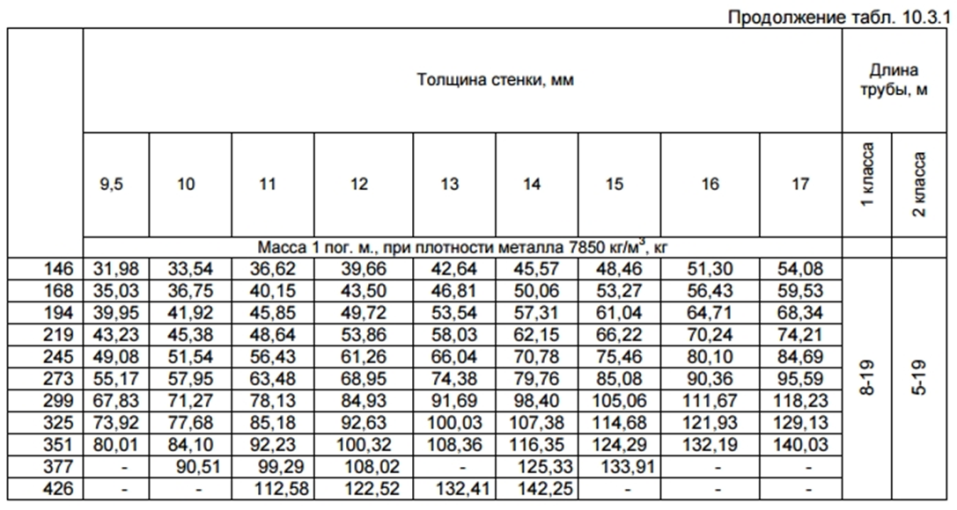 Продолжение табл. 10.3.1
Толщина стенки, мм
Длина
трубы, м
9,5 10 11 12 13 14 15 16 17 1 класса 2 класса
Масса 1 пог. м., при плотности металла 7850 кг/м³, кг
146 31,98 33,54 36,62 39,66 42,64 45,57 48,46 51,30 54,08
168 35,03 36,75 40,15 43,50 46,81 50,06 53,27 56,43 59,53
194 39,95 41,92 45,85 49,72 53,54 57,31 61,04 64,71 68,34
219 43,23 45,38 48,64 53,86 58,03 62,15 66,22 70,24 74,21
245 49,08 51,54 56,43 61,26 66,04 70,78 75,46 80,10 84,69
273 55,17 57,95 63,48 68,95 74,38 79,76 85,08 90,36 95,59
299 67,83 71,27 78,13 84,93 91,69 98,40 105,06 111,67 118,23
325 73,92 77,68 85,18 92,63 100,03 107,38 114,68 121,93 129,13
351 80,01 84,10 92,23 100,32 108,36 116,35 124,29 132,19 140,03
377 - 90,51 99,29 108,02 - 125,33 133,91 - -
426 - - 112,58 122,52 132,41 142,25 - - -
8-19 5-19